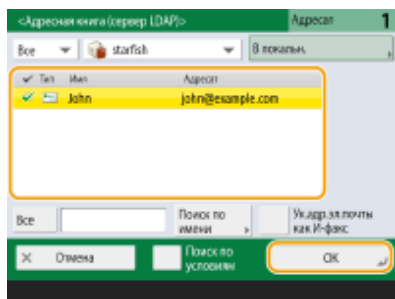 <Адресная книга (сервер LDAP)> Адресат 1
Все starfish В локальн.
Тип Имя Адресат
John john@example.com
Все Поиск по имени Ук.адр.эл.почты как И-факс
Отмена Поиск по условиям OK